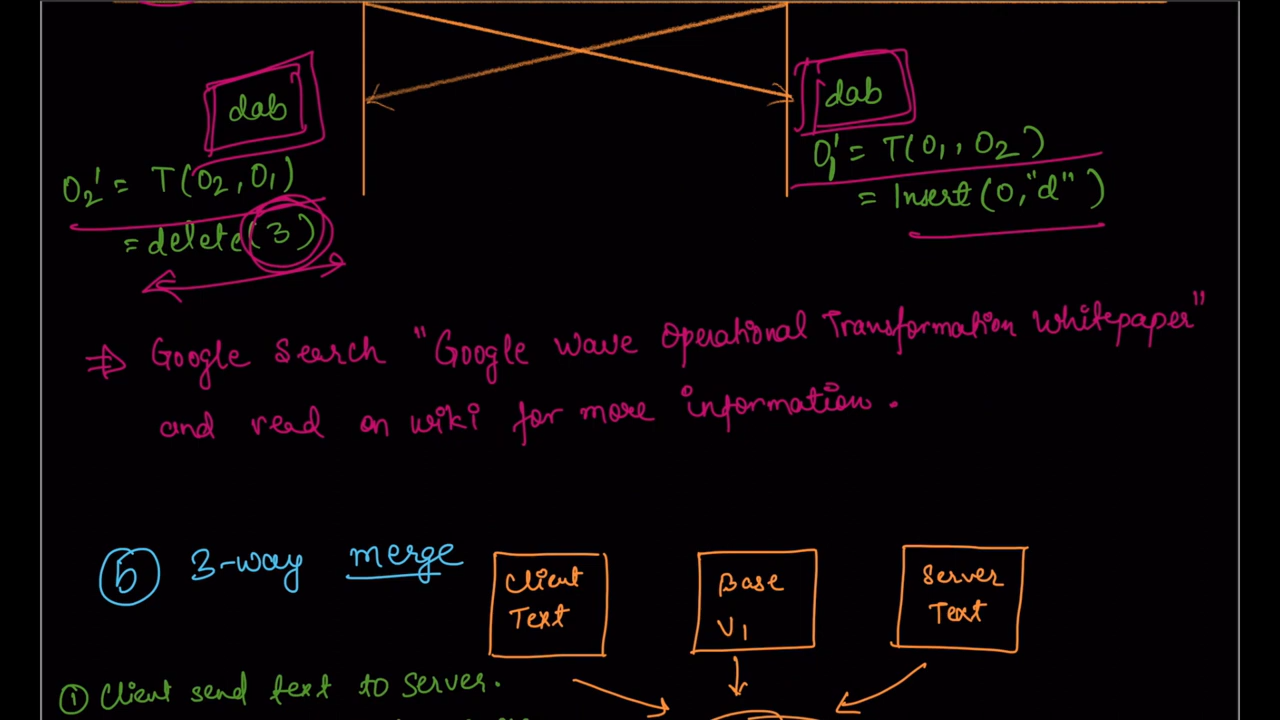 dab
dab
O2' = T(O2, O1)
= delete(3)
O1' = T(O1, O2)
= Insert(0,"d")
⇒ Google Search "Google Wave Operational Transformation Whitepaper"
and read on wiki for more information.
5 3-way merge
Client Text
Base V1
Server Text
① Client send text to Server.